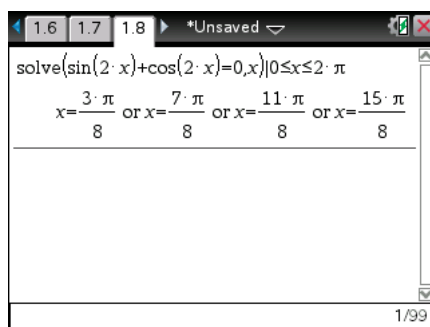 1.6 1.7 1.8 *Unsaved
solve(sin(2·x)+cos(2·x)=0,x)|0≤x≤2·π
x=3·π/8 or x=7·π/8 or x=11·π/8 or x=15·π/8
1/99